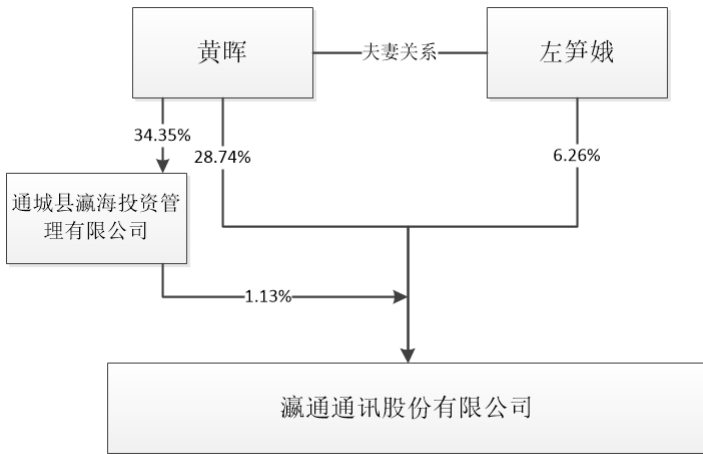 黄晖
夫妻关系
左笋娥
34.35%
28.74%
6.26%
通城县瀛海投资管
理有限公司
1.13%
瀛通通讯股份有限公司